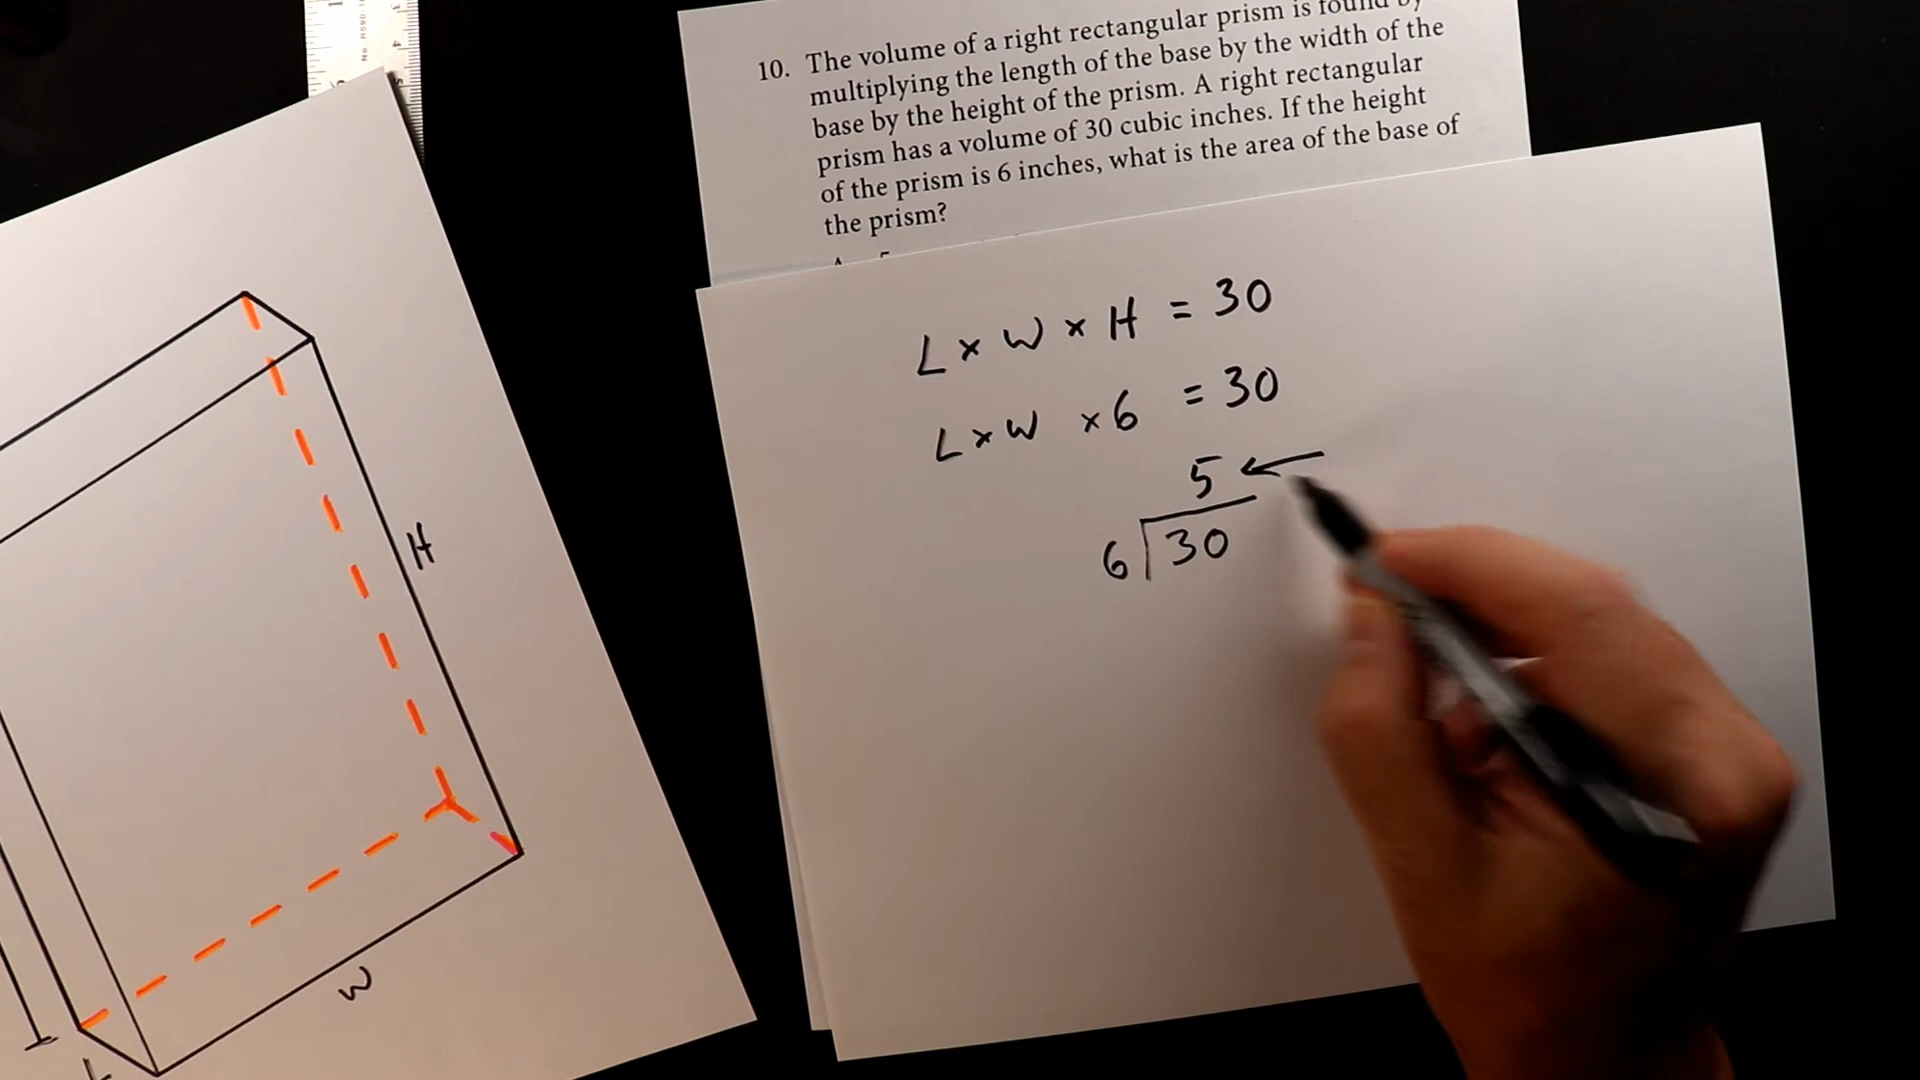 10. The volume of a right rectangular prism is found by
multiplying the length of the base by the width of the
base by the height of the prism. A right rectangular
prism has a volume of 30 cubic inches. If the height
of the prism is 6 inches, what is the area of the base of
the prism?
L × W × H = 30
L × W × 6 = 30
5
6 30
H
W